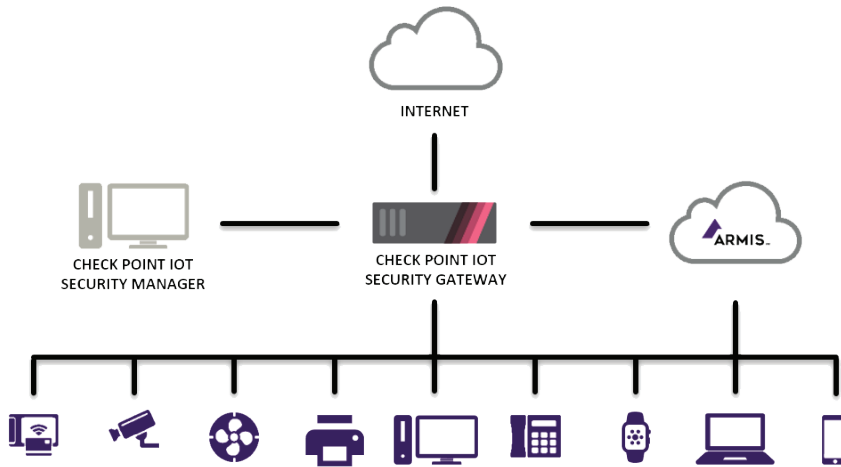 INTERNET
CHECK POINT IOT
SECURITY MANAGER
CHECK POINT IOT
SECURITY GATEWAY
ARMIS